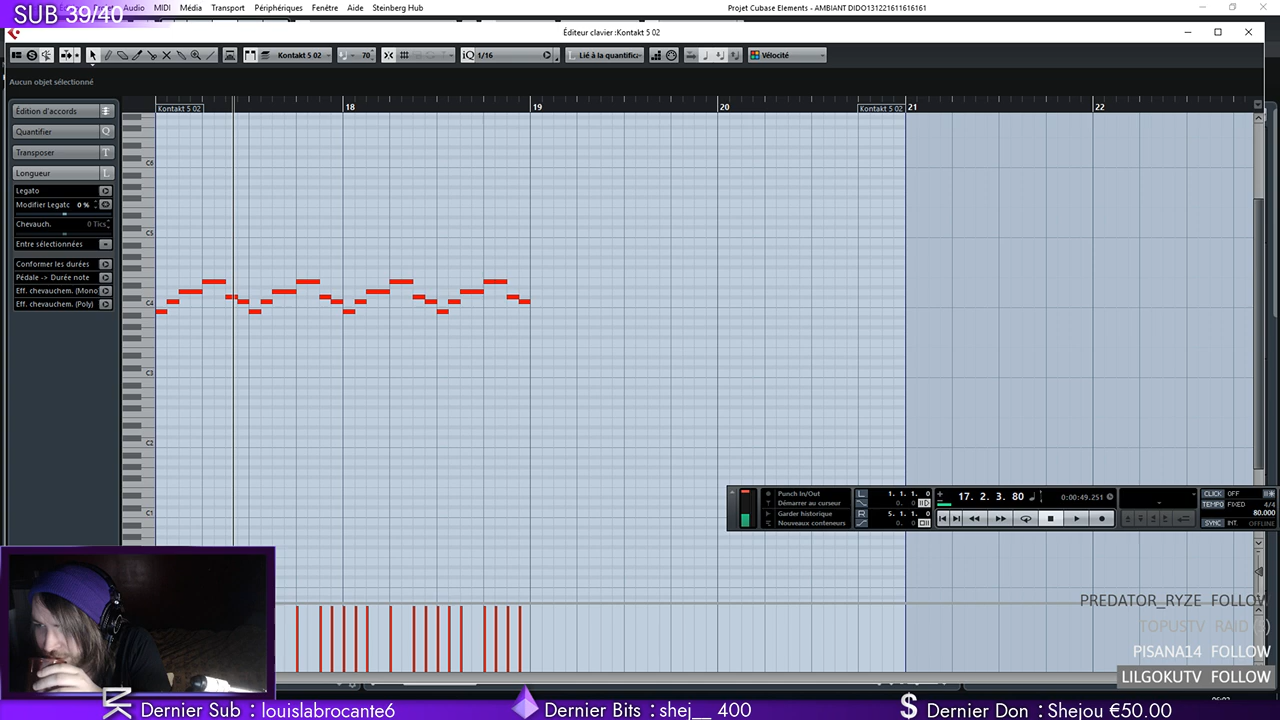 SUB 39/40
Audio MIDI Média Transport Périphériques Fenêtre Aide Steinberg Hub
Projet Cubase Elements - AMBIANT DIDO131221611616161
Éditeur clavier :Kontakt 5 02
Kontakt 5 02
70
1/16
Lié à la quantific
Vélocité
Aucun objet sélectionné
Édition d'accords
Quantifier Q
Transposer T
Longueur L
Legato
Modifier Legatc 0 %
Chevauch. 0 Tics
Entre sélectionnées
Conformer les durées
Pédale -> Durée note
Eff. chevauchem. (Mono
Eff. chevauchem. (Poly)
Kontakt 5 02
18
19
20
Kontakt 5 02
21
22
C6
C5
C4
C3
C2
C1
Punch In/Out
Démarrer au curseur
Garder historique
Nouveaux conteneurs
L 1. 1. 1. 0
0. 0
R 5. 1. 1. 0
0. 0
17. 2. 3. 80
0:00:49.251
CLICK OFF
TEMPO FIXED 4/4
80.000
SYNC INT. OFFLINE
PREDATOR_RYZE FOLLOW
TOPUSTV RAID
PISANA14 FOLLOW
LILGOKUTV FOLLOW
Dernier Sub : louislabrocante6
Dernier Bits : shej__ 400
Dernier Don : Shejou €50.00